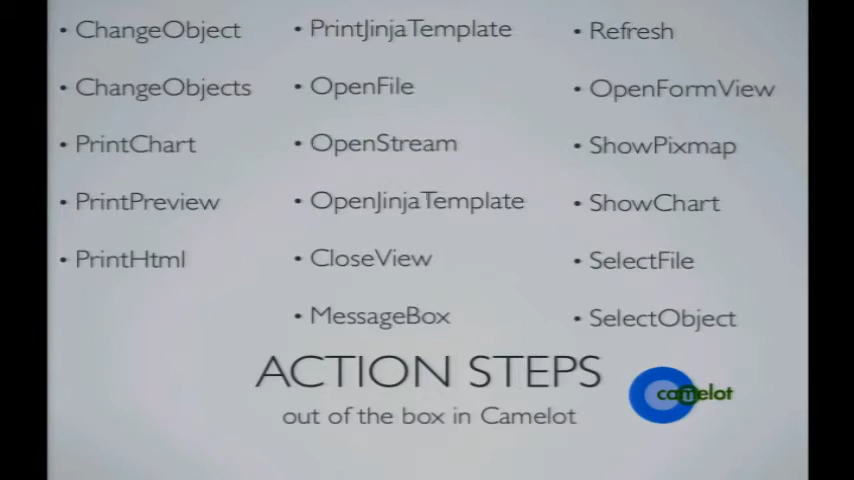 • ChangeObject
• ChangeObjects
• PrintChart
• PrintPreview
• PrintHtml
• PrintJinjaTemplate
• OpenFile
• OpenStream
• OpenJinjaTemplate
• CloseView
• MessageBox
• Refresh
• OpenFormView
• ShowPixmap
• ShowChart
• SelectFile
• SelectObject
ACTION STEPS
out of the box in Camelot
camelot